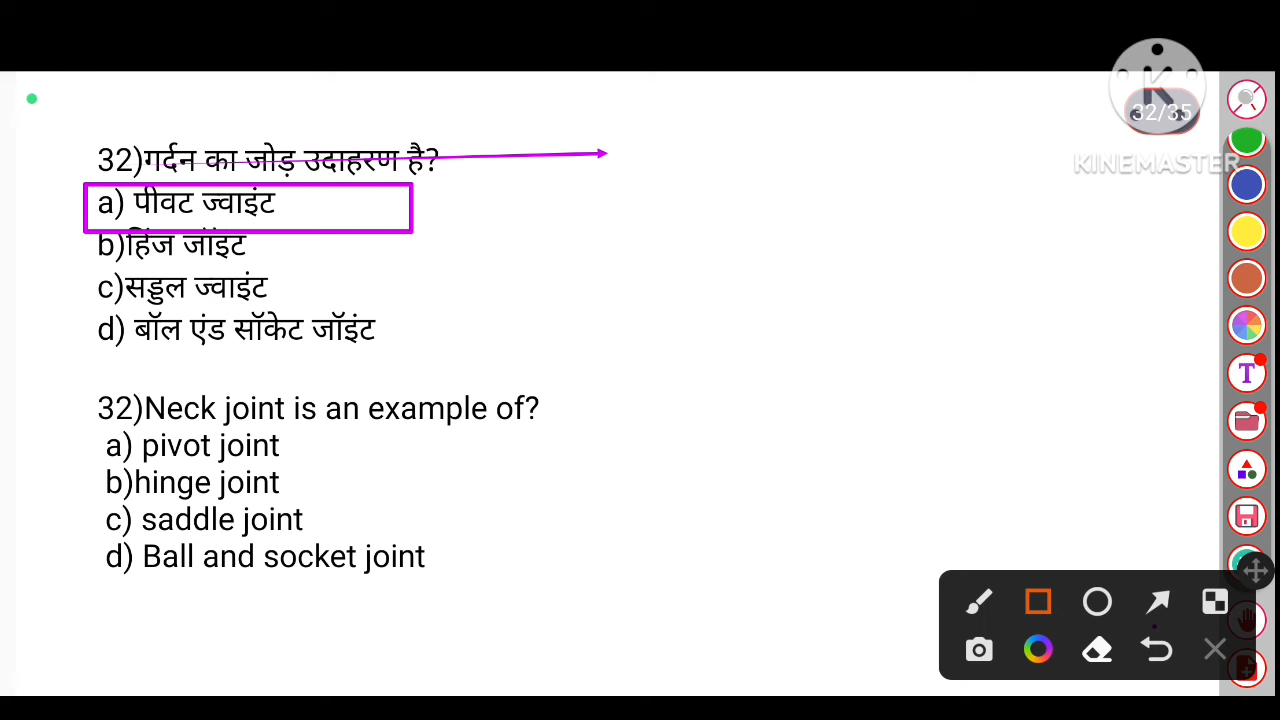 32/35
KINEMASTER
32)गर्दन का जोड़ उदाहरण है?
a) पीवट ज्वाइंट
b)हिंज जॉइंट
c)सड्डल ज्वाइंट
d) बॉल एंड सॉकेट जॉइंट
32)Neck joint is an example of?
a) pivot joint
b)hinge joint
c) saddle joint
d) Ball and socket joint